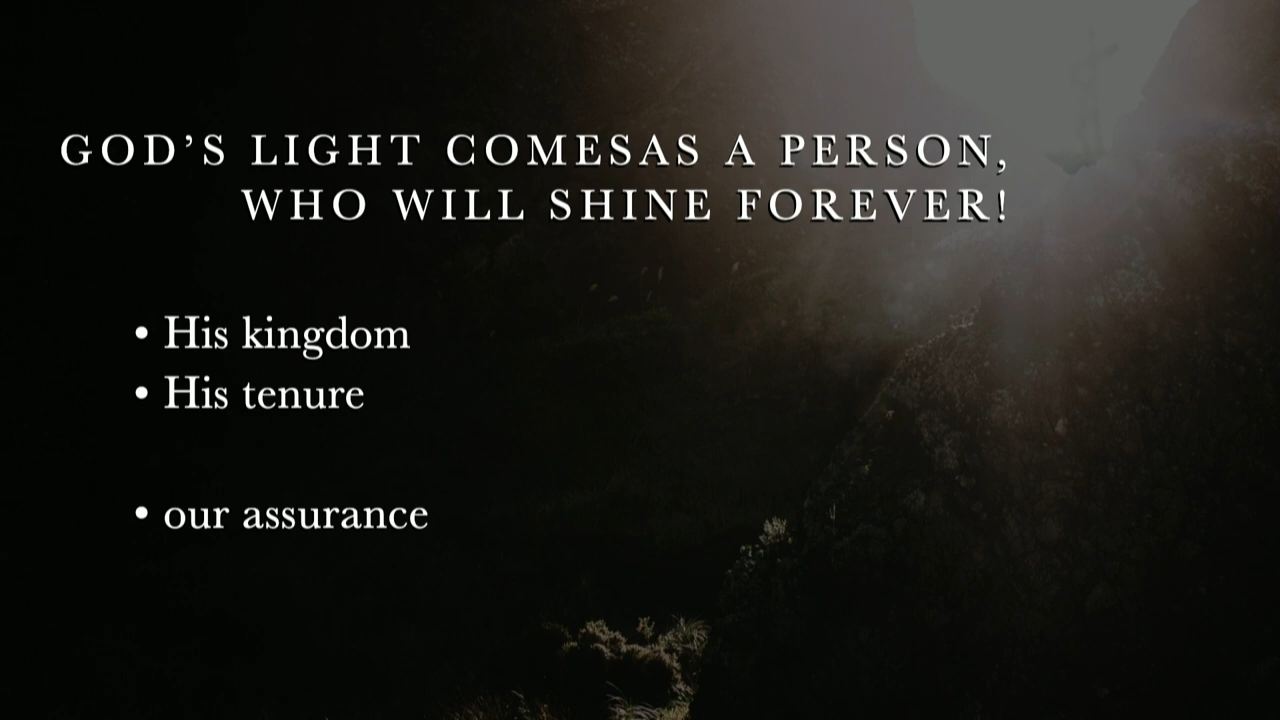 GOD’S LIGHT COMESAS A PERSON,
WHO WILL SHINE FOREVER!
• His kingdom
• His tenure
• our assurance